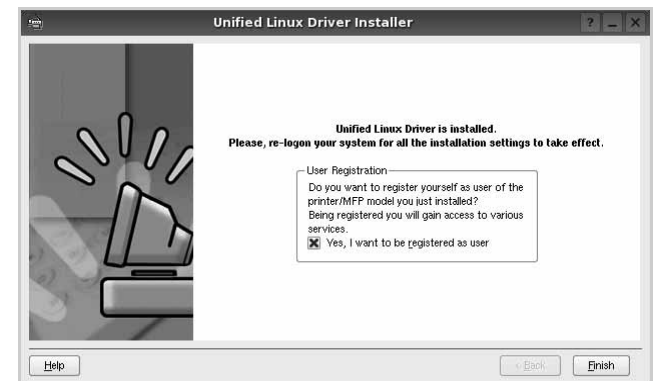 Unified Linux Driver Installer
Unified Linux Driver is installed.
Please, re-logon your system for all the installation settings to take effect.
User Registration
Do you want to register yourself as user of the
printer/MFP model you just installed?
Being registered you will gain access to various
services.
Yes, I want to be registered as user
Help
< Back
Finish